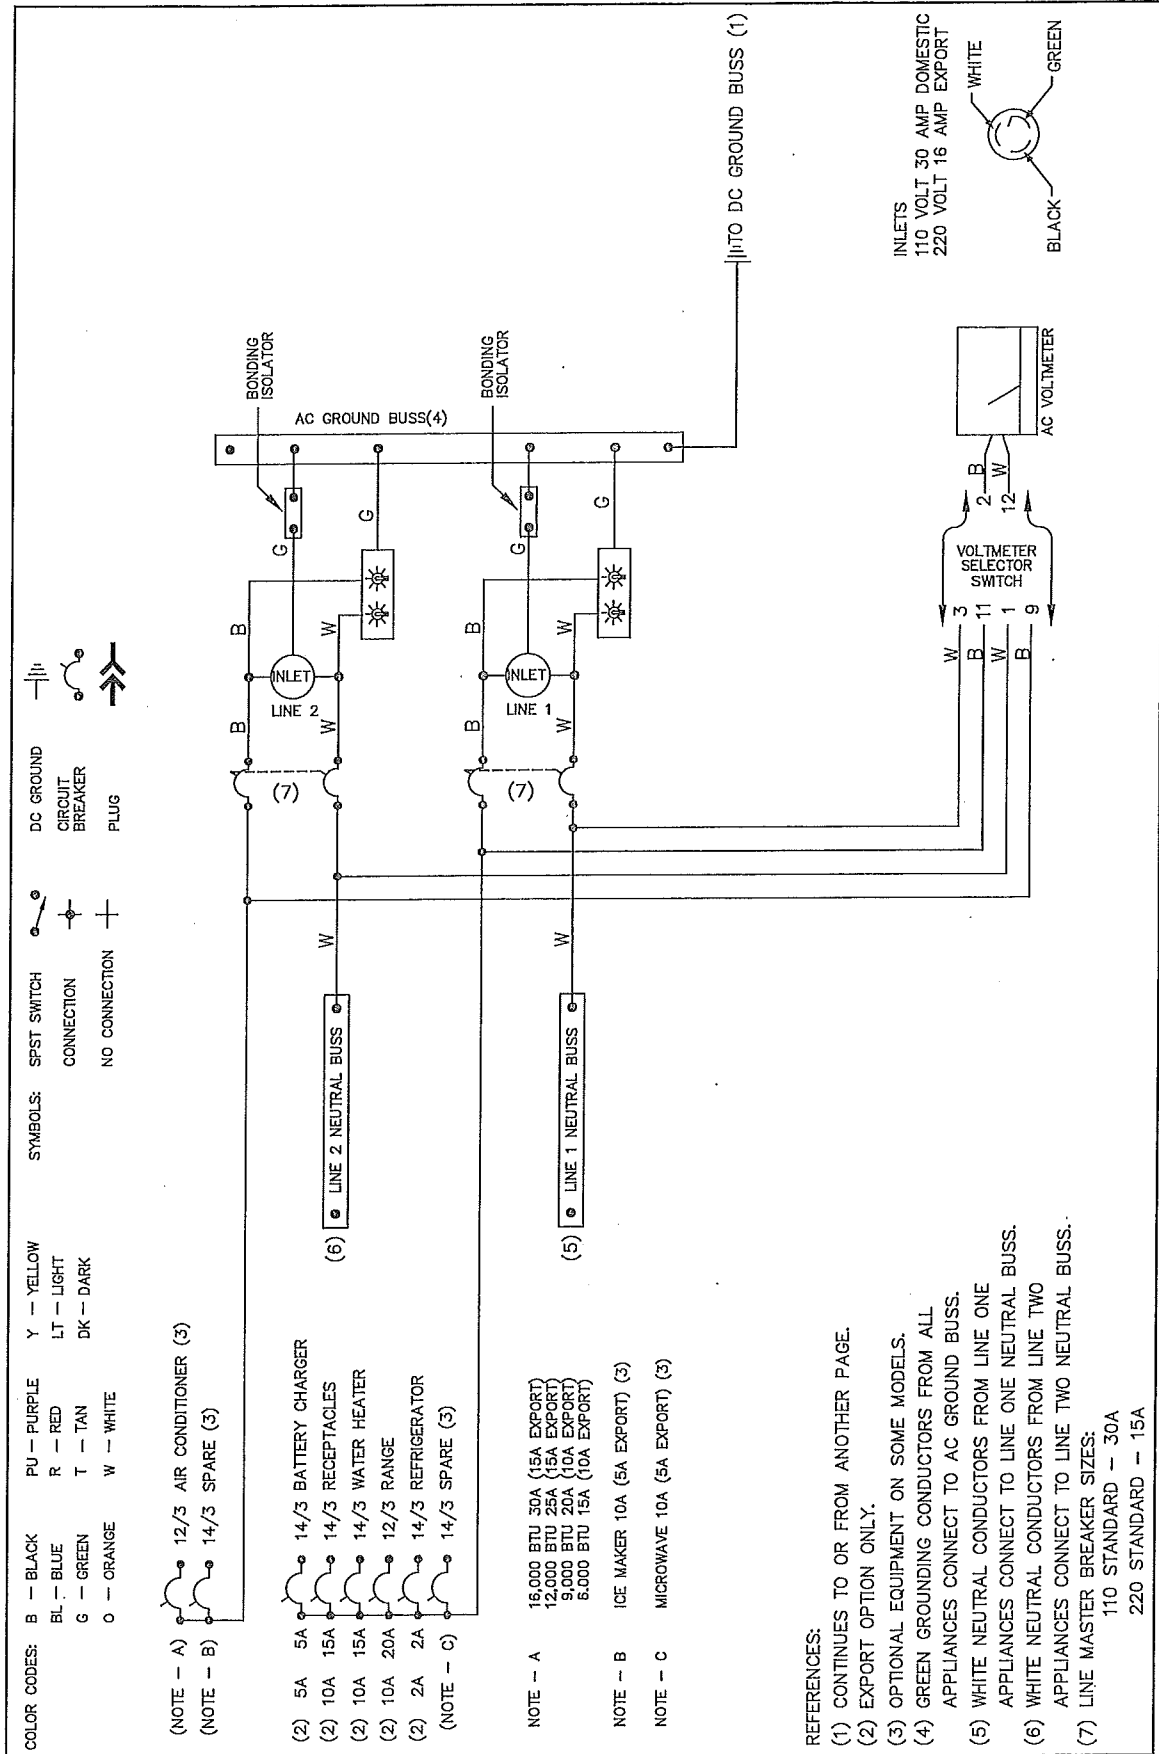 COLOR CODES: B – BLACK PU – PURPLE Y – YELLOW
BL – BLUE R – RED LT – LIGHT
G – GREEN T – TAN DK – DARK
O – ORANGE W – WHITE
SYMBOLS: SPST SWITCH DC GROUND
CONNECTION CIRCUIT
BREAKER
NO CONNECTION PLUG
(NOTE – A) 12/3 AIR CONDITIONER (3)
(NOTE – B) 14/3 SPARE (3)
(2) 5A 5A 14/3 BATTERY CHARGER
(2) 10A 15A 14/3 RECEPTACLES
(2) 10A 15A 14/3 WATER HEATER
(2) 10A 20A 12/3 RANGE
(2) 2A 2A 14/3 REFRIGERATOR
(NOTE – C) 14/3 SPARE (3)
(6) LINE 2 NEUTRAL BUSS
W
(7)
B
W
B
W
INLET
LINE 2
G
G
BONDING
ISOLATOR
AC GROUND BUSS(4)
(5) LINE 1 NEUTRAL BUSS
W
(7)
B
W
B
W
INLET
LINE 1
G
G
BONDING
ISOLATOR
TO DC GROUND BUSS (1)
NOTE – A 16,000 BTU 30A (15A EXPORT)
12,000 BTU 25A (15A EXPORT)
9,000 BTU 20A (10A EXPORT)
6.000 BTU 15A (10A EXPORT)
NOTE – B ICE MAKER 10A (5A EXPORT) (3)
NOTE – C MICROWAVE 10A (5A EXPORT) (3)
W 3
B 11
W 1
B 9
VOLTMETER
SELECTOR
SWITCH
2 B
12 W
AC VOLTMETER
INLETS
110 VOLT 30 AMP DOMESTIC
220 VOLT 16 AMP EXPORT
WHITE
BLACK
GREEN
REFERENCES:
(1) CONTINUES TO OR FROM ANOTHER PAGE.
(2) EXPORT OPTION ONLY.
(3) OPTIONAL EQUIPMENT ON SOME MODELS.
(4) GREEN GROUNDING CONDUCTORS FROM ALL
APPLIANCES CONNECT TO AC GROUND BUSS.
(5) WHITE NEUTRAL CONDUCTORS FROM LINE ONE
APPLIANCES CONNECT TO LINE ONE NEUTRAL BUSS.
(6) WHITE NEUTRAL CONDUCTORS FROM LINE TWO
APPLIANCES CONNECT TO LINE TWO NEUTRAL BUSS.
(7) LINE MASTER BREAKER SIZES:
110 STANDARD – 30A
220 STANDARD – 15A